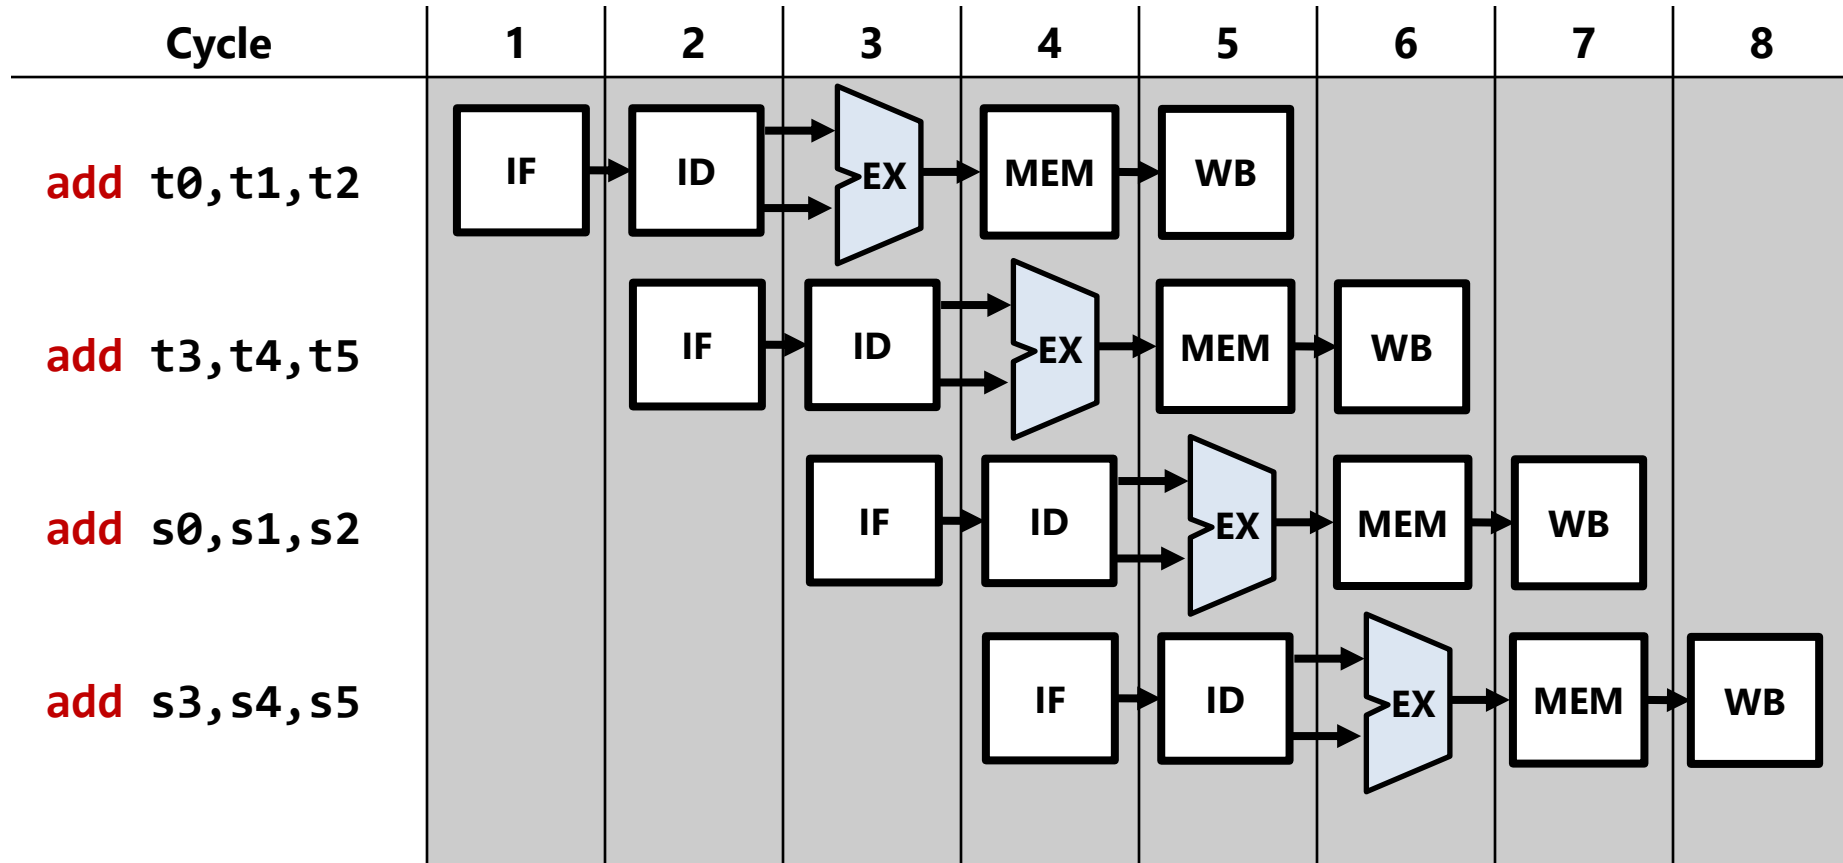 Cycle 1 2 3 4 5 6 7 8
add t0,t1,t2 IF ID EX MEM WB
add t3,t4,t5 IF ID EX MEM WB
add s0,s1,s2 IF ID EX MEM WB
add s3,s4,s5 IF ID EX MEM WB